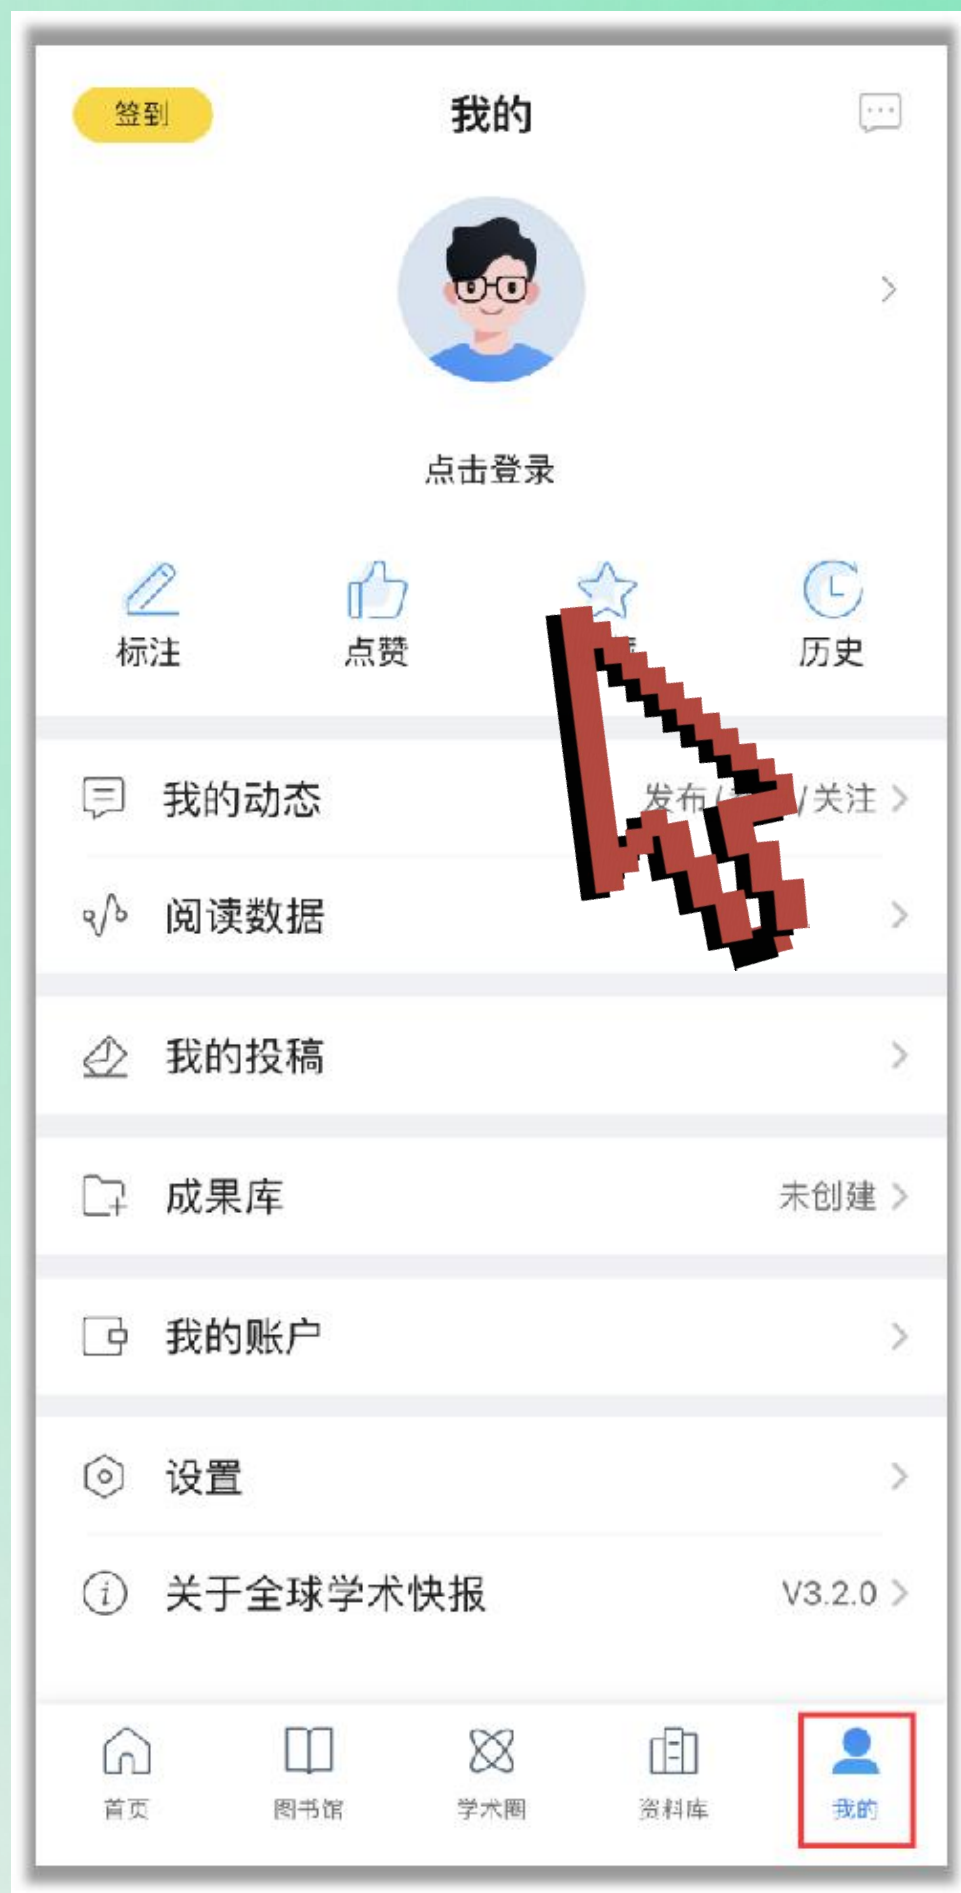 签到
我的
点击登录
标注
点赞
历史
我的动态
发布/
/关注
阅读数据
我的投稿
成果库
未创建
我的账户
设置
关于全球学术快报
V3.2.0
首页
图书馆
学术圈
资料库
我的